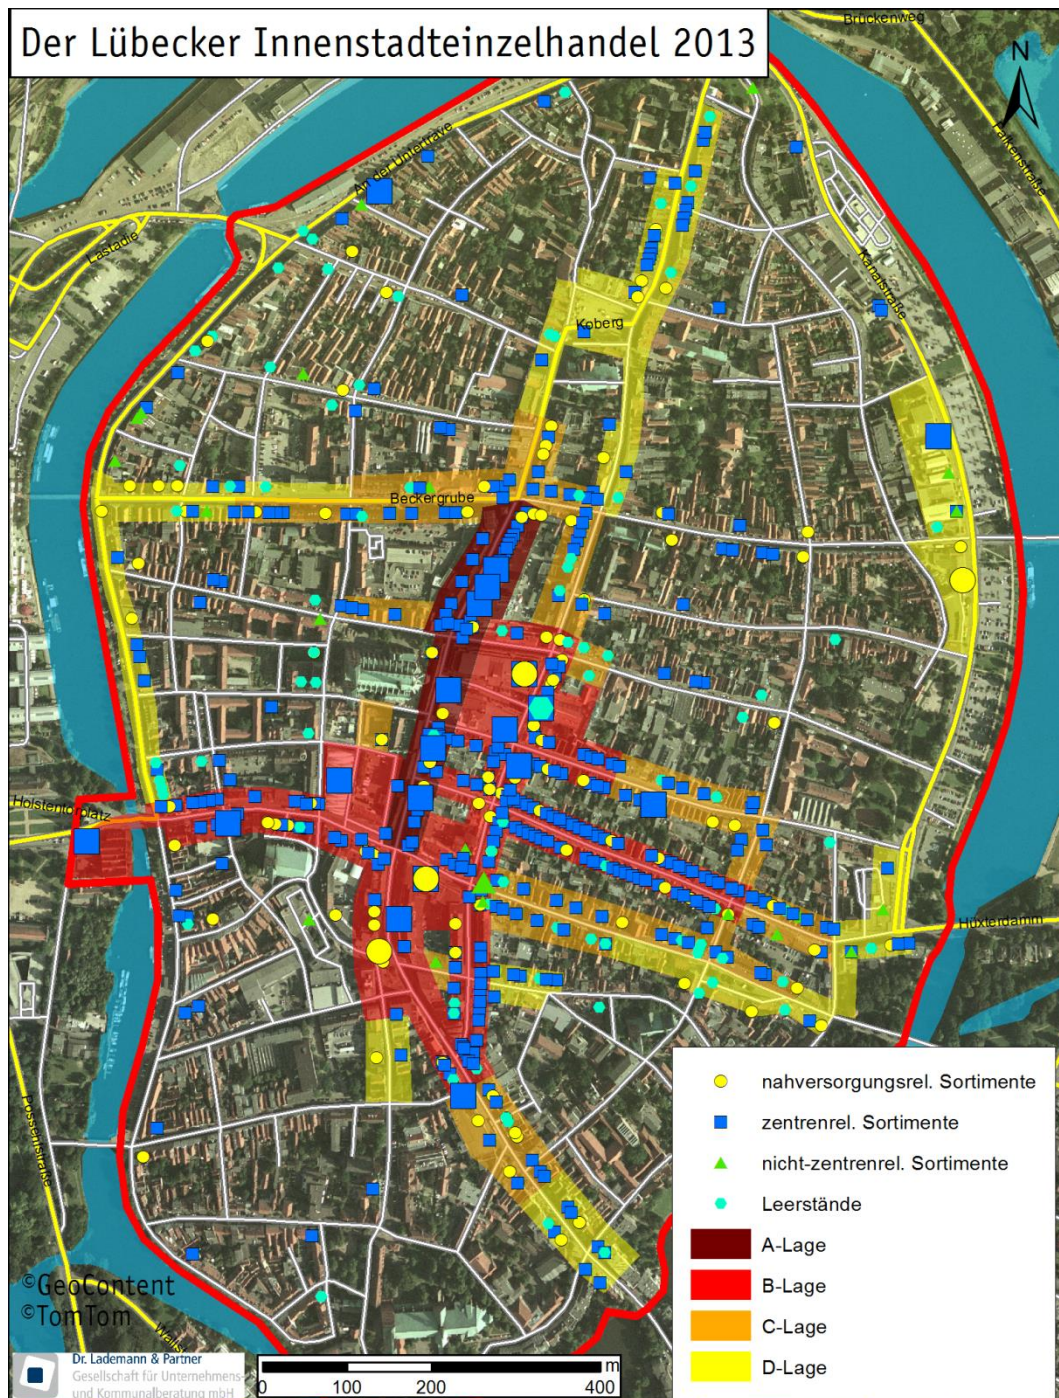 Der Lübecker Innenstadteinzelhandel 2013
Brückenweg
N
Falkenstraße
An der Untertrave
Lastadie
Kanalstraße
Koberg
Beckergrube
Holstentorplatz
Hüxterdamm
Possehlstraße
nahversorgungsrel. Sortimente
zentrenrel. Sortimente
nicht-zentrenrel. Sortimente
Leerstände
A-Lage
B-Lage
C-Lage
D-Lage
©GeoContent
©TomTom
Wallst
Dr. Lademann & Partner
Gesellschaft für Unternehmens-
und Kommunalberatung mbH
m
0 100 200 400